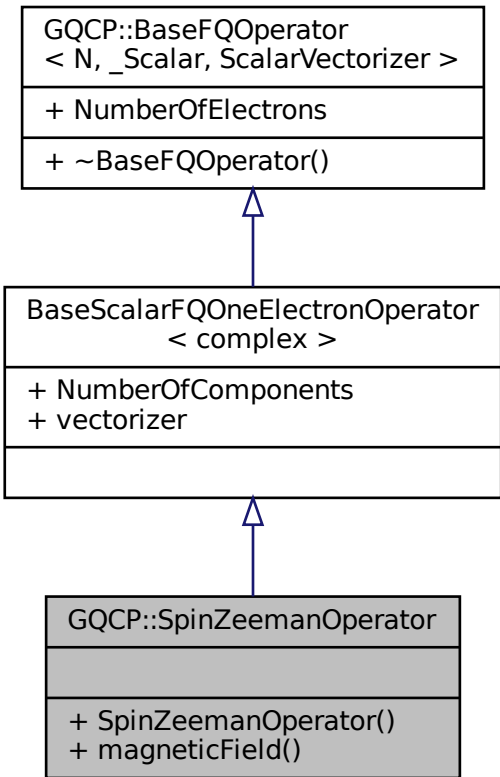 GQCP::BaseFQOperator
< N, _Scalar, ScalarVectorizer >
+ NumberOfElectrons
+ ~BaseFQOperator()
BaseScalarFQOneElectronOperator
< complex >
+ NumberOfComponents
+ vectorizer
GQCP::SpinZeemanOperator
+ SpinZeemanOperator()
+ magneticField()